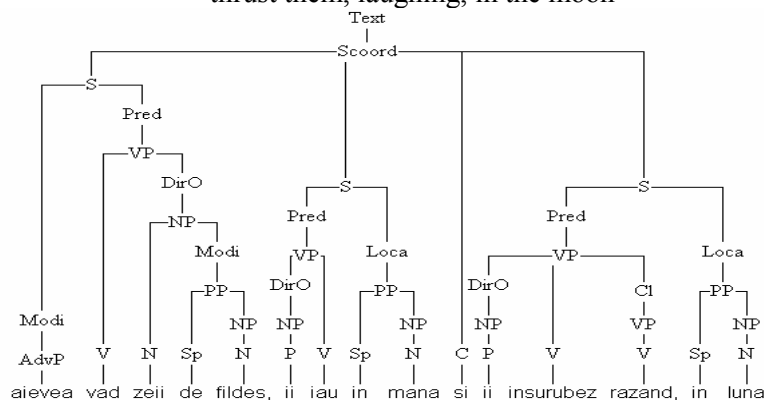 thrust them, laughing, in the moon
Text
Scoord
S
Pred
VP
DirO
S S
NP
Pred Pred
Modi VP Loca VP Loca
DirO DirO
PP PP Cl PP
Modi NP NP NP NP VP NP
AdvP V N Sp N P V Sp N C P V V Sp N
aievea vad zeii de fildes, ii iau in mana si ii insurubez razand, in luna